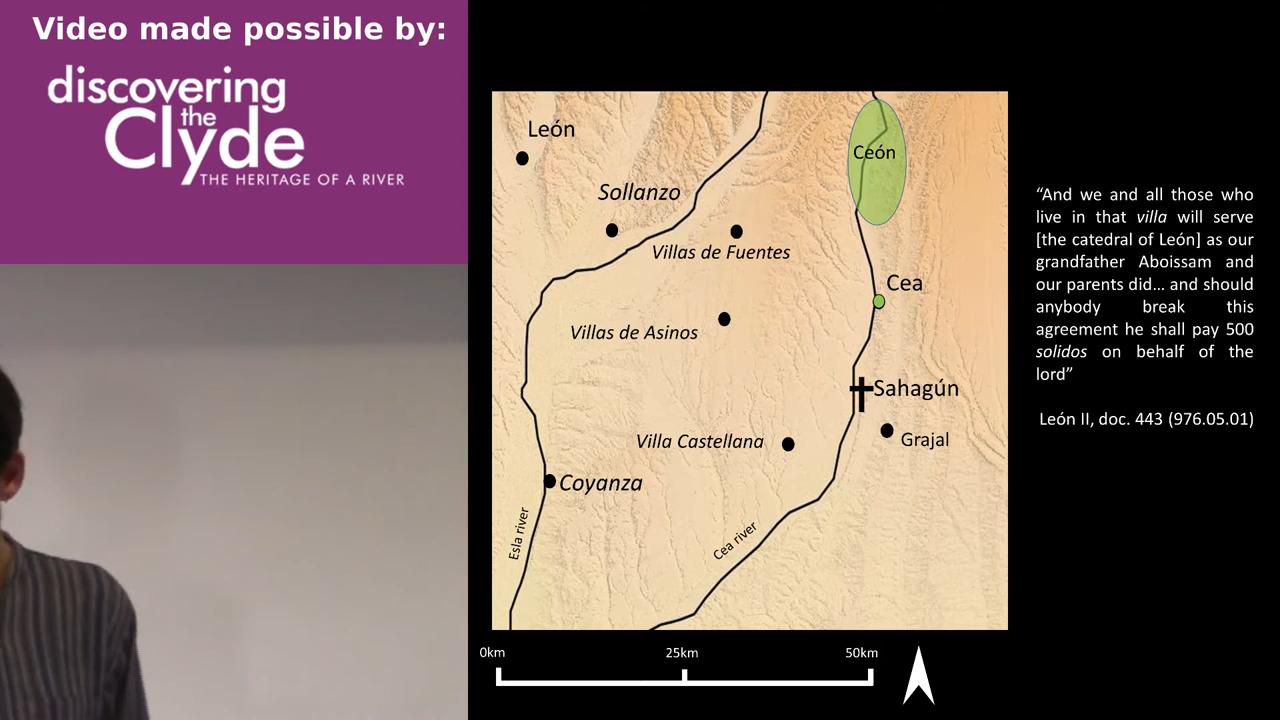 Video made possible by:
discovering
the
Clyde
THE HERITAGE OF A RIVER
León
Ceón
Sollanzo
Villas de Fuentes
Cea
Villas de Asinos
Sahagún
Villa Castellana
Grajal
Coyanza
Esla river
Cea river
0km 25km 50km
“And we and all those who
live in that villa will serve
[the catedral of León] as our
grandfather Aboissam and
our parents did… and should
anybody break this
agreement he shall pay 500
solidos on behalf of the
lord”
León II, doc. 443 (976.05.01)